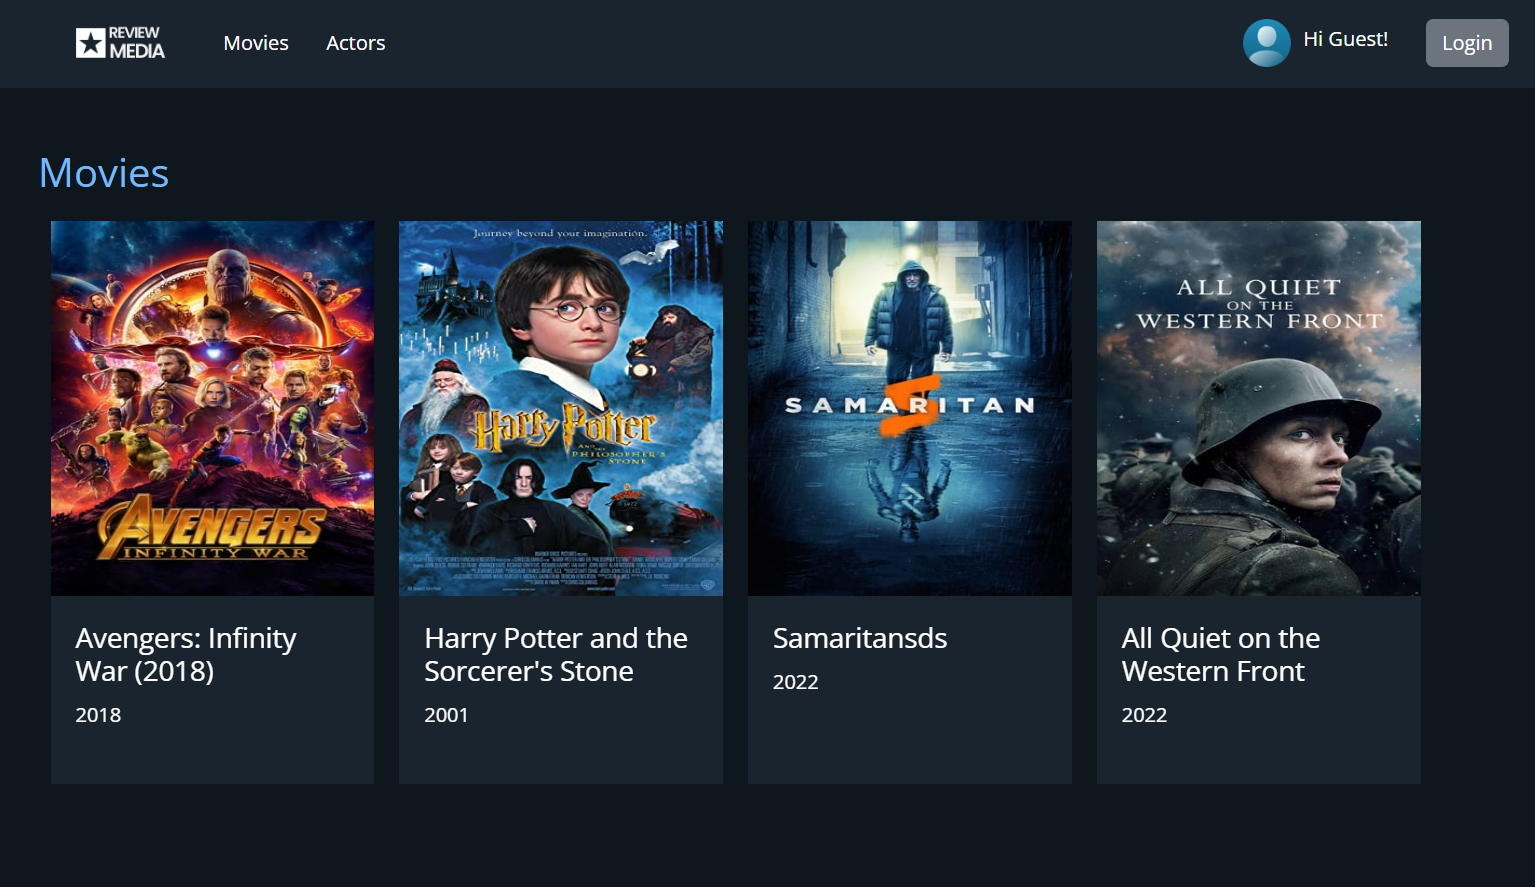 REVIEW
MEDIA
Movies
Actors
Hi Guest!
Login
Movies
AVENGERS
INFINITY WAR
Journey beyond your imagination.
Harry Potter
AND THE
PHILOSOPHER'S
STONE
SAMARITAN
ALL QUIET
ON THE
WESTERN FRONT
Avengers: Infinity
War (2018)
2018
Harry Potter and the
Sorcerer's Stone
2001
Samaritansds
2022
All Quiet on the
Western Front
2022